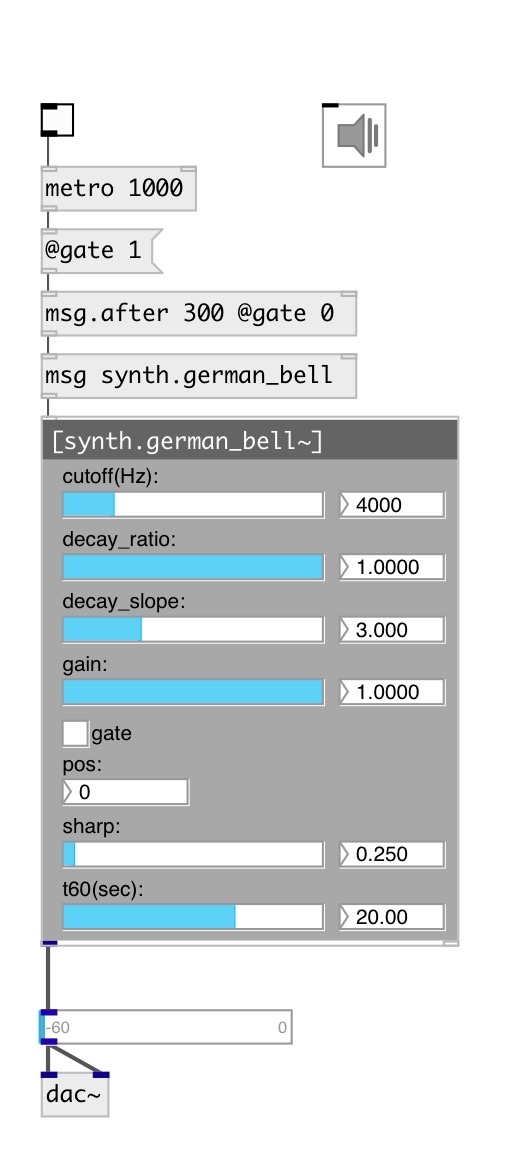 metro 1000
@gate 1
msg.after 300 @gate 0
msg synth.german_bell
[synth.german_bell~]
cutoff(Hz):
4000
decay_ratio:
1.0000
decay_slope:
3.000
gain:
1.0000
gate
pos:
0
sharp:
0.250
t60(sec):
20.00
-60 0
dac~